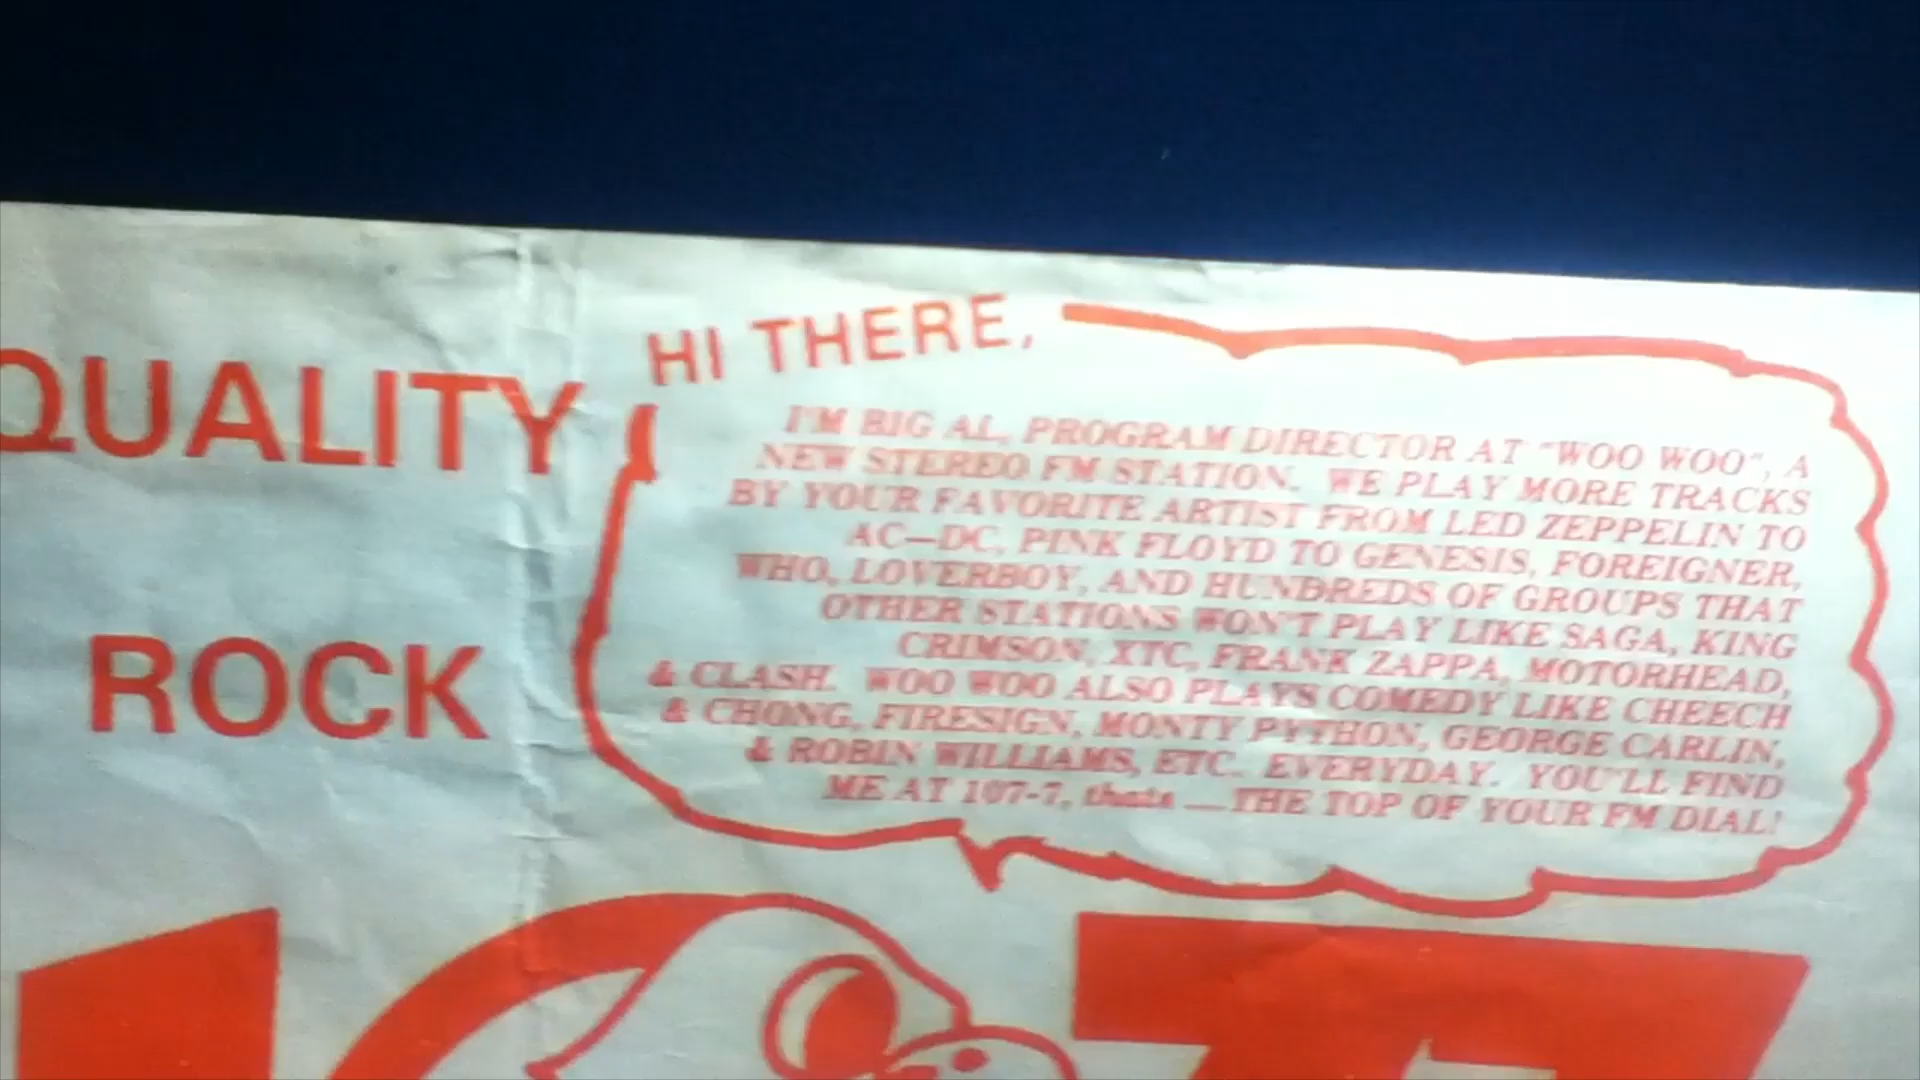 QUALITY
ROCK
HI THERE,
I'M BIG AL, PROGRAM DIRECTOR AT "WOO WOO", A
NEW STEREO FM STATION. WE PLAY MORE TRACKS
BY YOUR FAVORITE ARTIST FROM LED ZEPPELIN TO
AC-DC, PINK FLOYD TO GENESIS, FOREIGNER,
WHO, LOVERBOY, AND HUNDREDS OF GROUPS THAT
OTHER STATIONS WON'T PLAY LIKE SAGA, KING
CRIMSON, XTC, FRANK ZAPPA, MOTORHEAD,
& CLASH. WOO WOO ALSO PLAYS COMEDY LIKE CHEECH
& CHONG, FIRESIGN, MONTY PYTHON, GEORGE CARLIN,
& ROBIN WILLIAMS, ETC. EVERYDAY. YOU'LL FIND
ME AT 107-7, thats —THE TOP OF YOUR FM DIAL!